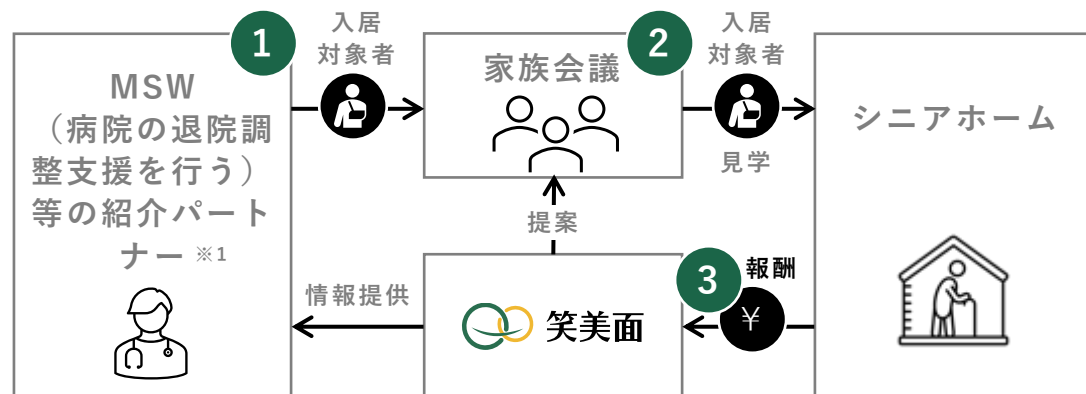 1
入居
対象者
MSW
（病院の退院調
整支援を行う）
等の紹介パート
ナー ※1
2
家族会議
入居
対象者
見学
シニアホーム
提案
情報提供
笑美面
3
報酬
¥